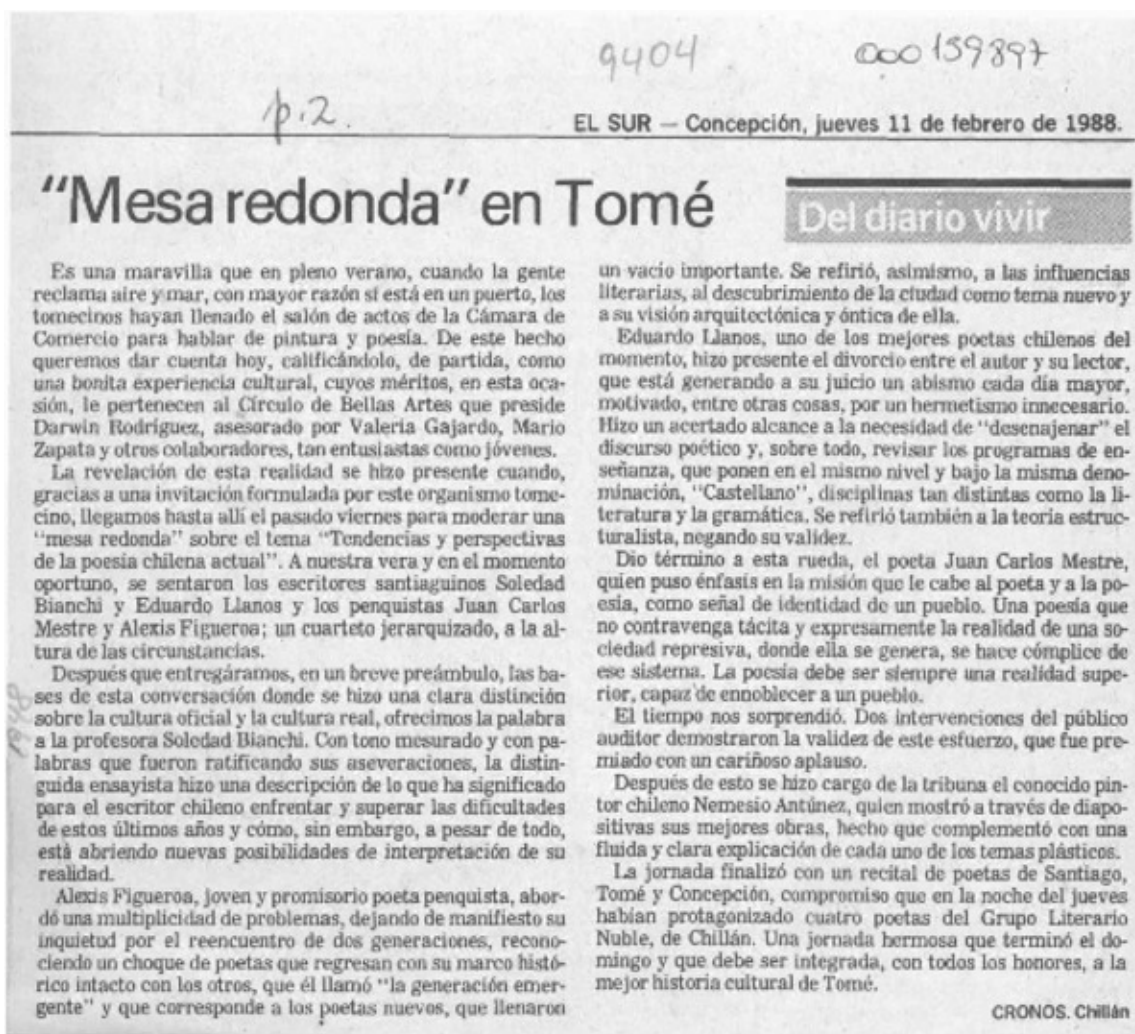 9404
000159897
p.2.
EL SUR — Concepción, jueves 11 de febrero de 1988.
“Mesa redonda” en Tomé
Del diario vivir
Es una maravilla que en pleno verano, cuando la gente
reclama aire y mar, con mayor razón si está en un puerto, los
tomecinos hayan llenado el salón de actos de la Cámara de
Comercio para hablar de pintura y poesía. De este hecho
queremos dar cuenta hoy, calificándolo, de partida, como
una bonita experiencia cultural, cuyos méritos, en esta oca-
sión, le pertenecen al Círculo de Bellas Artes que preside
Darwin Rodríguez, asesorado por Valeria Gajardo, Mario
Zapata y otros colaboradores, tan entusiastas como jóvenes.
La revelación de esta realidad se hizo presente cuando,
gracias a una invitación formulada por este organismo tome-
cino, llegamos hasta allí el pasado viernes para moderar una
“mesa redonda” sobre el tema “Tendencias y perspectivas
de la poesía chilena actual”. A nuestra vera y en el momento
oportuno, se sentaron los escritores santiaguinos Soledad
Bianchi y Eduardo Llanos y los penquistas Juan Carlos
Mestre y Alexis Figueroa; un cuarteto jerarquizado, a la al-
tura de las circunstancias.
Después que entregáramos, en un breve preámbulo, las ba-
ses de esta conversación donde se hizo una clara distinción
sobre la cultura oficial y la cultura real, ofrecimos la palabra
a la profesora Soledad Bianchi. Con tono mesurado y con pa-
labras que fueron ratificando sus aseveraciones, la distin-
guida ensayista hizo una descripción de lo que ha significado
para el escritor chileno enfrentar y superar las dificultades
de estos últimos años y cómo, sin embargo, a pesar de todo,
está abriendo nuevas posibilidades de interpretación de su
realidad.
Alexis Figueroa, joven y promisorio poeta penquista, abor-
dó una multiplicidad de problemas, dejando de manifiesto su
inquietud por el reencuentro de dos generaciones, recono-
ciendo un choque de poetas que regresan con su marco histó-
rico intacto con los otros, que él llamó “la generación emer-
gente” y que corresponde a los poetas nuevos, que llenaron
un vacío importante. Se refirió, asimismo, a las influencias
literarias, al descubrimiento de la ciudad como tema nuevo y
a su visión arquitectónica y óntica de ella.
Eduardo Llanos, uno de los mejores poetas chilenos del
momento, hizo presente el divorcio entre el autor y su lector,
que está generando a su juicio un abismo cada día mayor,
motivado, entre otras cosas, por un hermetismo innecesario.
Hizo un acertado alcance a la necesidad de “desenajenar” el
discurso poético y, sobre todo, revisar los programas de en-
señanza, que ponen en el mismo nivel y bajo la misma deno-
minación, “Castellano”, disciplinas tan distintas como la li-
teratura y la gramática. Se refirió también a la teoría estruc-
turalista, negando su validez.
Dio término a esta rueda, el poeta Juan Carlos Mestre,
quien puso énfasis en la misión que le cabe al poeta y a la poe-
sía, como señal de identidad de un pueblo. Una poesía que
no contravenga tácita y expresamente la realidad de una so-
ciedad represiva, donde ella se genera, se hace cómplice de
ese sistema. La poesía debe ser siempre una realidad supe-
rior, capaz de ennoblecer a un pueblo.
El tiempo nos sorprendió. Dos intervenciones del público
auditor demostraron la validez de este esfuerzo, que fue pre-
miado con un cariñoso aplauso.
Después de esto se hizo cargo de la tribuna el conocido pin-
tor chileno Nemesio Antúnez, quien mostró a través de diapo-
sitivas sus mejores obras, hecho que complementó con una
fluida y clara explicación de cada uno de los temas plásticos.
La jornada finalizó con un recital de poetas de Santiago,
Tomé y Concepción, compromiso que en la noche del jueves
habían protagonizado cuatro poetas del Grupo Literario
Ñuble, de Chillán. Una jornada hermosa que terminó el do-
mingo y que debe ser integrada, con todos los honores, a la
mejor historia cultural de Tomé.
CRONOS. Chillán